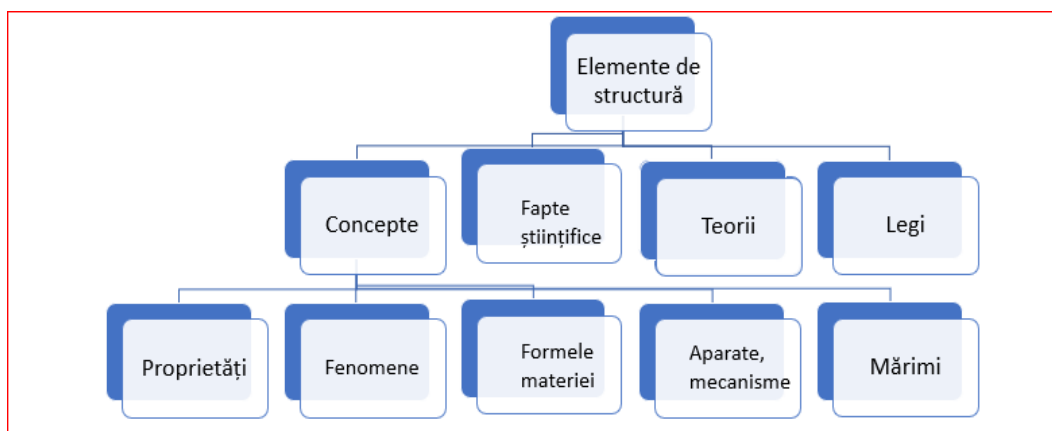 Elemente de
structură
Concepte
Fapte
științifice
Teorii
Legi
Proprietăți
Fenomene
Formele
materiei
Aparate,
mecanisme
Mărimi